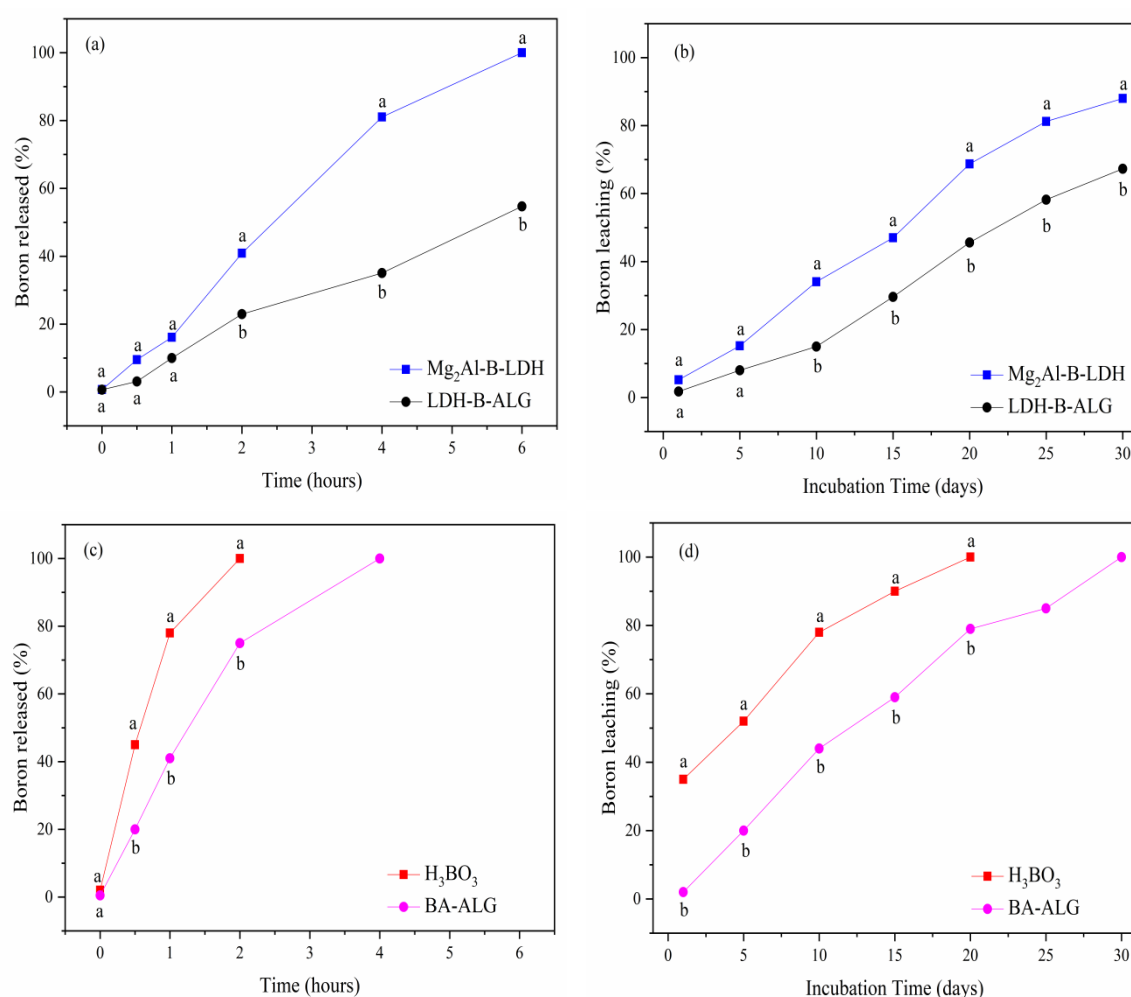 (a)
Boron released (%)
100
80
60
40
20
0
a
a
a
a
a
a
a
a
a
b
b
b
Mg₂Al-B-LDH
LDH-B-ALG
0 1 2 3 4 5 6
Time (hours)
(b)
Boron leaching (%)
100
80
60
40
20
0
a
a
a
a
a
a
a
a
a
b
b
b
b
b
Mg₂Al-B-LDH
LDH-B-ALG
0 5 10 15 20 25 30
Incubation Time (days)
(c)
Boron released (%)
100
80
60
40
20
0
a
a
a
a
a
b
b
b
H₃BO₃
BA-ALG
0 1 2 3 4 5 6
Time (hours)
(d)
Boron leaching (%)
100
80
60
40
20
0
a
a
a
a
a
b
b
b
b
b
H₃BO₃
BA-ALG
0 5 10 15 20 25 30
Incubation Time (days)